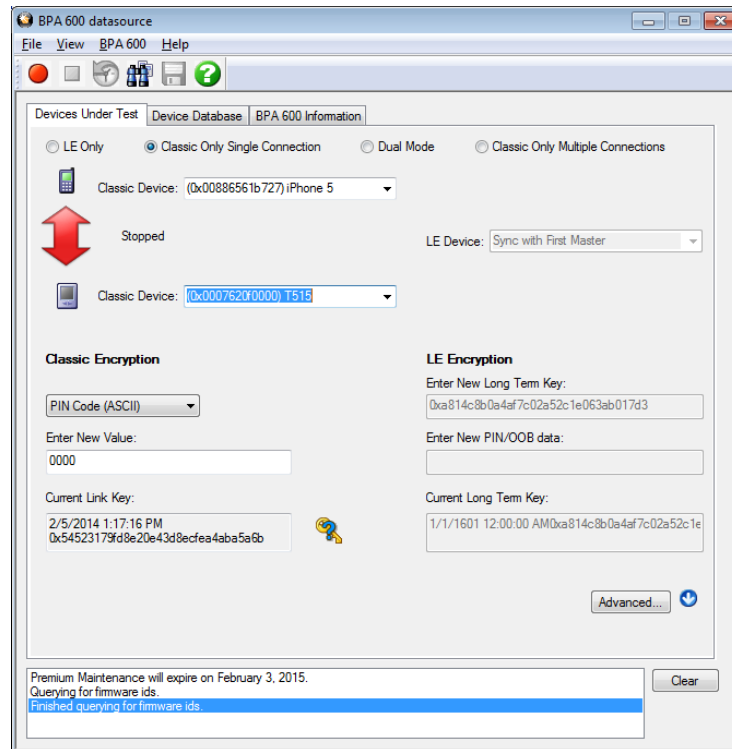 BPA 600 datasource
File View BPA 600 Help
Devices Under Test Device Database BPA 600 Information
LE Only Classic Only Single Connection Dual Mode Classic Only Multiple Connections
Classic Device: (0x00886561b727) iPhone 5
Stopped
LE Device: Sync with First Master
Classic Device: (0x0007620f0000) T515
Classic Encryption LE Encryption
Enter New Long Term Key:
PIN Code (ASCII) 0xa814c8b0a4af7c02a52c1e063ab017d3
Enter New Value: Enter New PIN/OOB data:
0000
Current Link Key: Current Long Term Key:
2/5/2014 1:17:16 PM 1/1/1601 12:00:00 AM0xa814c8b0a4af7c02a52c1e
0x54523179fd8e20e43d8ecfea4aba5a6b
Advanced...
Premium Maintenance will expire on February 3, 2015. Clear
Querying for firmware ids.
Finished querying for firmware ids.